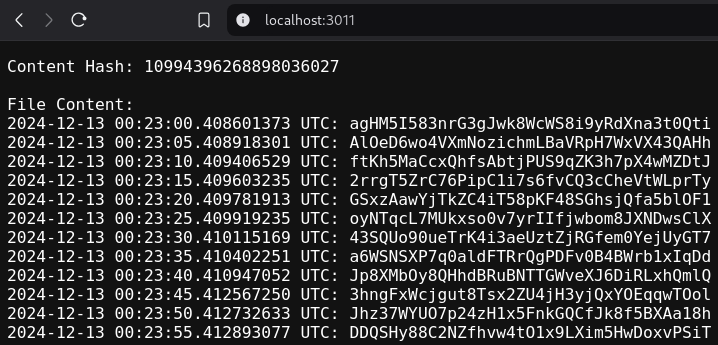 localhost:3011
Content Hash: 10994396268898036027
File Content:
2024-12-13 00:23:00.408601373 UTC: agHM5I583nrG3gJwk8WcWS8i9yRdXna3t0Qti
2024-12-13 00:23:05.408918301 UTC: AlOeD6wo4VXmNozichmLBaVRpH7WxVX43QAHh
2024-12-13 00:23:10.409406529 UTC: ftKh5MaCcxQhfsAbtjPUS9qZK3h7pX4wMZDtJ
2024-12-13 00:23:15.409603235 UTC: 2rrgT5ZrC76PipC1i7s6fvCQ3cCheVtWLprTy
2024-12-13 00:23:20.409781913 UTC: GSxzAawYjTkZC4iT58pKF48SGhsjQfa5blOF1
2024-12-13 00:23:25.409919235 UTC: oyNTqcL7MUkxso0v7yrIIfjwbom8JXNDwsClX
2024-12-13 00:23:30.410115169 UTC: 43SQUo90ueTrK4i3aeUztZjRGfem0YejUyGT7
2024-12-13 00:23:35.410402251 UTC: a6WSNSXP7q0aldFTRrQgPDFv0B4BWrb1xIqDd
2024-12-13 00:23:40.410947052 UTC: Jp8XMbOy8QHhdBRuBNTTGWveXJ6DiRLxhQmlQ
2024-12-13 00:23:45.412567250 UTC: 3hngFxWcjgut8Tsx2ZU4jH3yjQxYOEqqwTOol
2024-12-13 00:23:50.412732633 UTC: Jhz37WYUO7p24zH1x5FnkGQCfJk8f5BXAa18h
2024-12-13 00:23:55.412893077 UTC: DDQSHy88C2NZfhvw4tO1x9LXim5HwDoxvPSiT